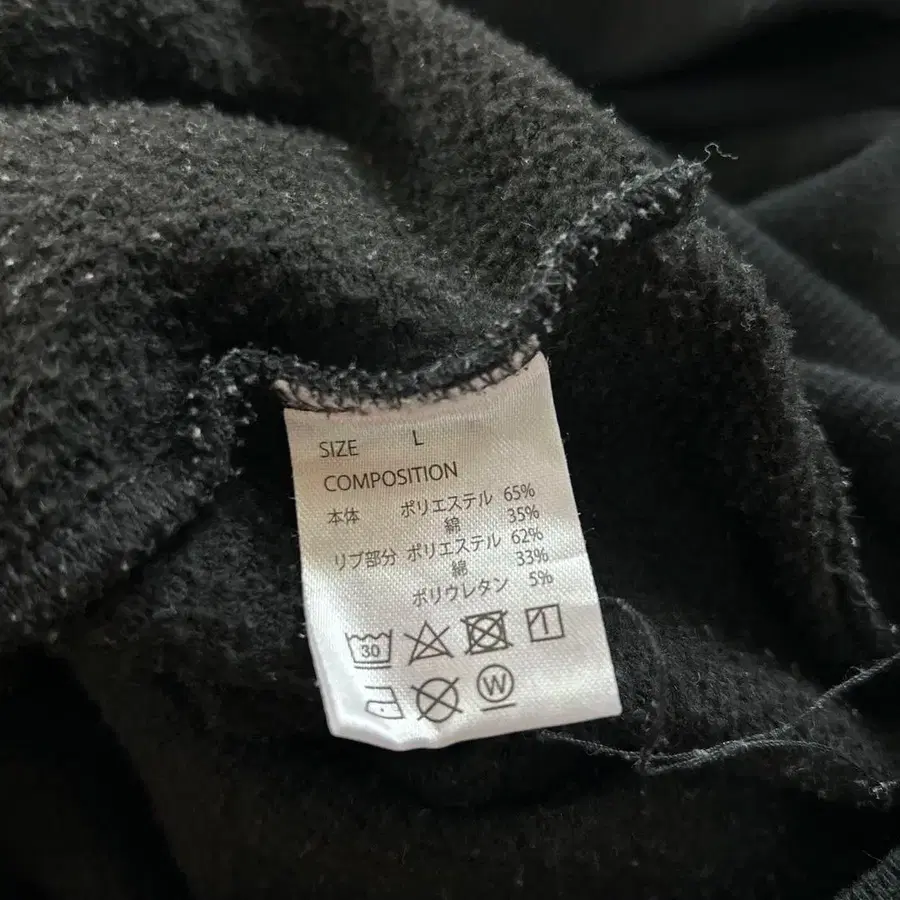 SIZE L
COMPOSITION
本体 ポリエステル 65%
綿 35%
リブ部分 ポリエステル 62%
綿 33%
ポリウレタン 5%
30
W